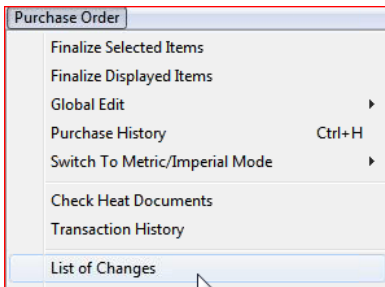 Purchase Order
Finalize Selected Items
Finalize Displayed Items
Global Edit
Purchase History Ctrl+H
Switch To Metric/Imperial Mode
Check Heat Documents
Transaction History
List of Changes